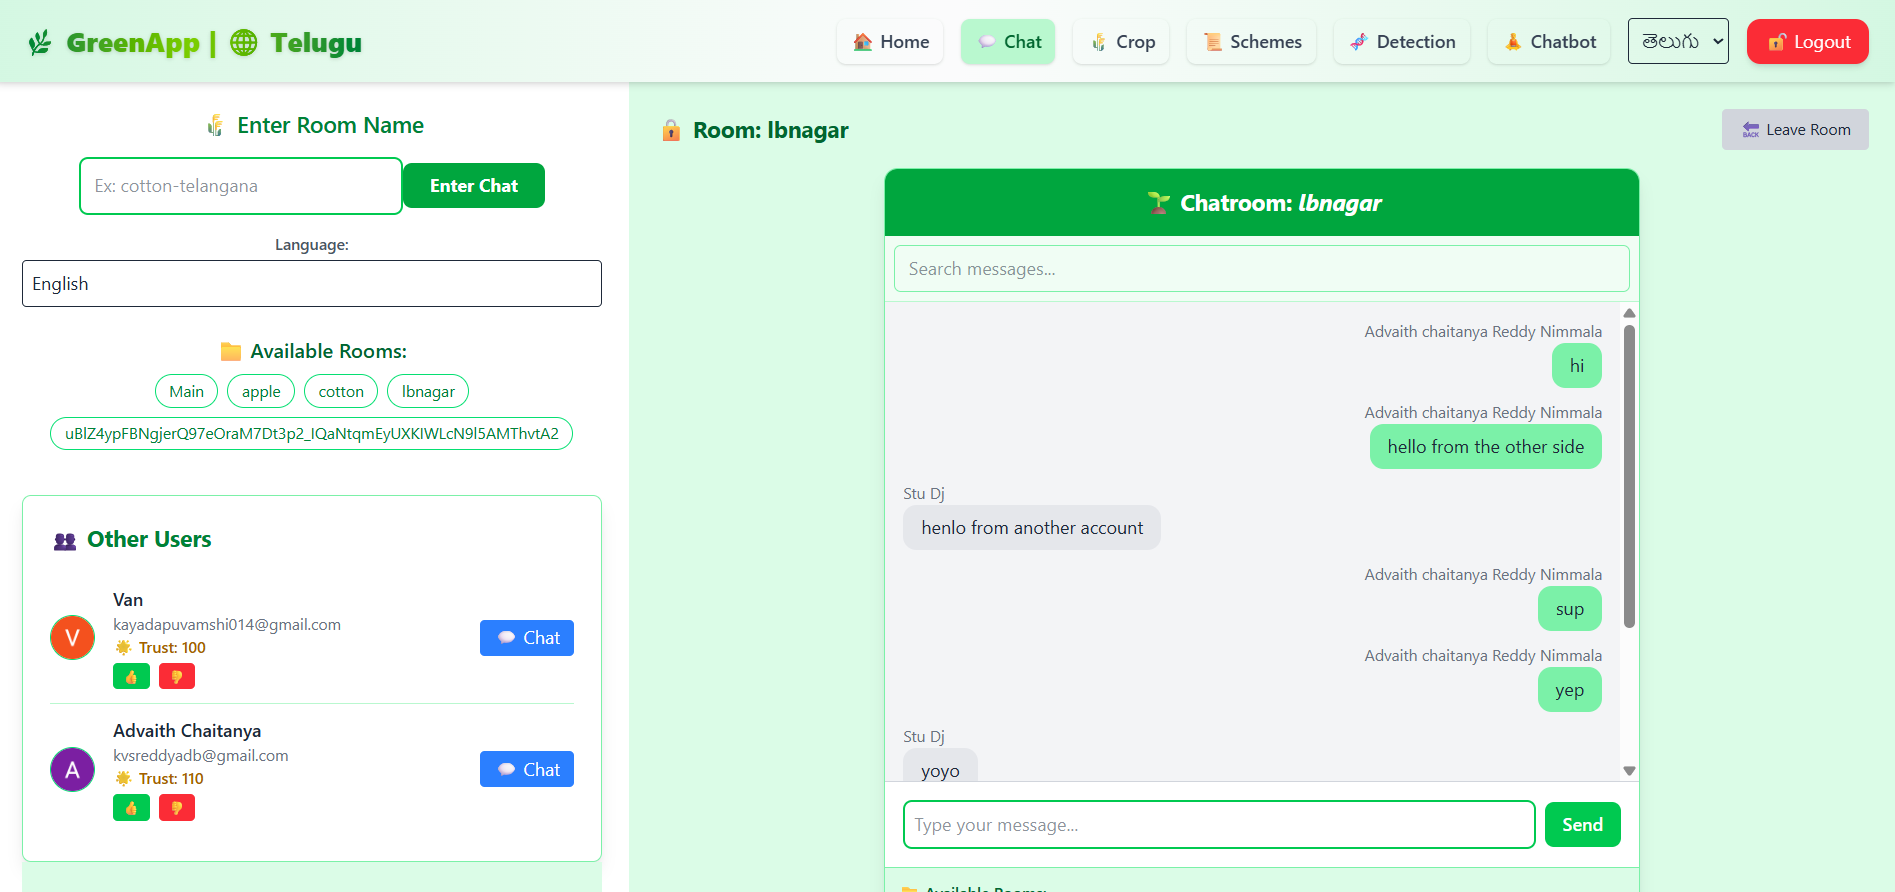 GreenApp | Telugu
Home
Chat
Crop
Schemes
Detection
Chatbot
తెలుగు
Logout
Enter Room Name
Ex: cotton-telangana
Enter Chat
Language:
English
Available Rooms:
Main
apple
cotton
lbnagar
uBlZ4ypFBNgjerQ97eOraM7Dt3p2_IQaNtqmEyUXKIWLcN9l5AMThvtA2
Other Users
Van
kayadapuvamshi014@gmail.com
Trust: 100
Chat
Advaith Chaitanya
kvsreddyadb@gmail.com
Trust: 110
Chat
Room: lbnagar
BACK Leave Room
Chatroom: lbnagar
Search messages...
Advaith chaitanya Reddy Nimmala
hi
Advaith chaitanya Reddy Nimmala
hello from the other side
Stu Dj
henlo from another account
Advaith chaitanya Reddy Nimmala
sup
Advaith chaitanya Reddy Nimmala
yep
Stu Dj
yoyo
Type your message...
Send
Available Rooms: